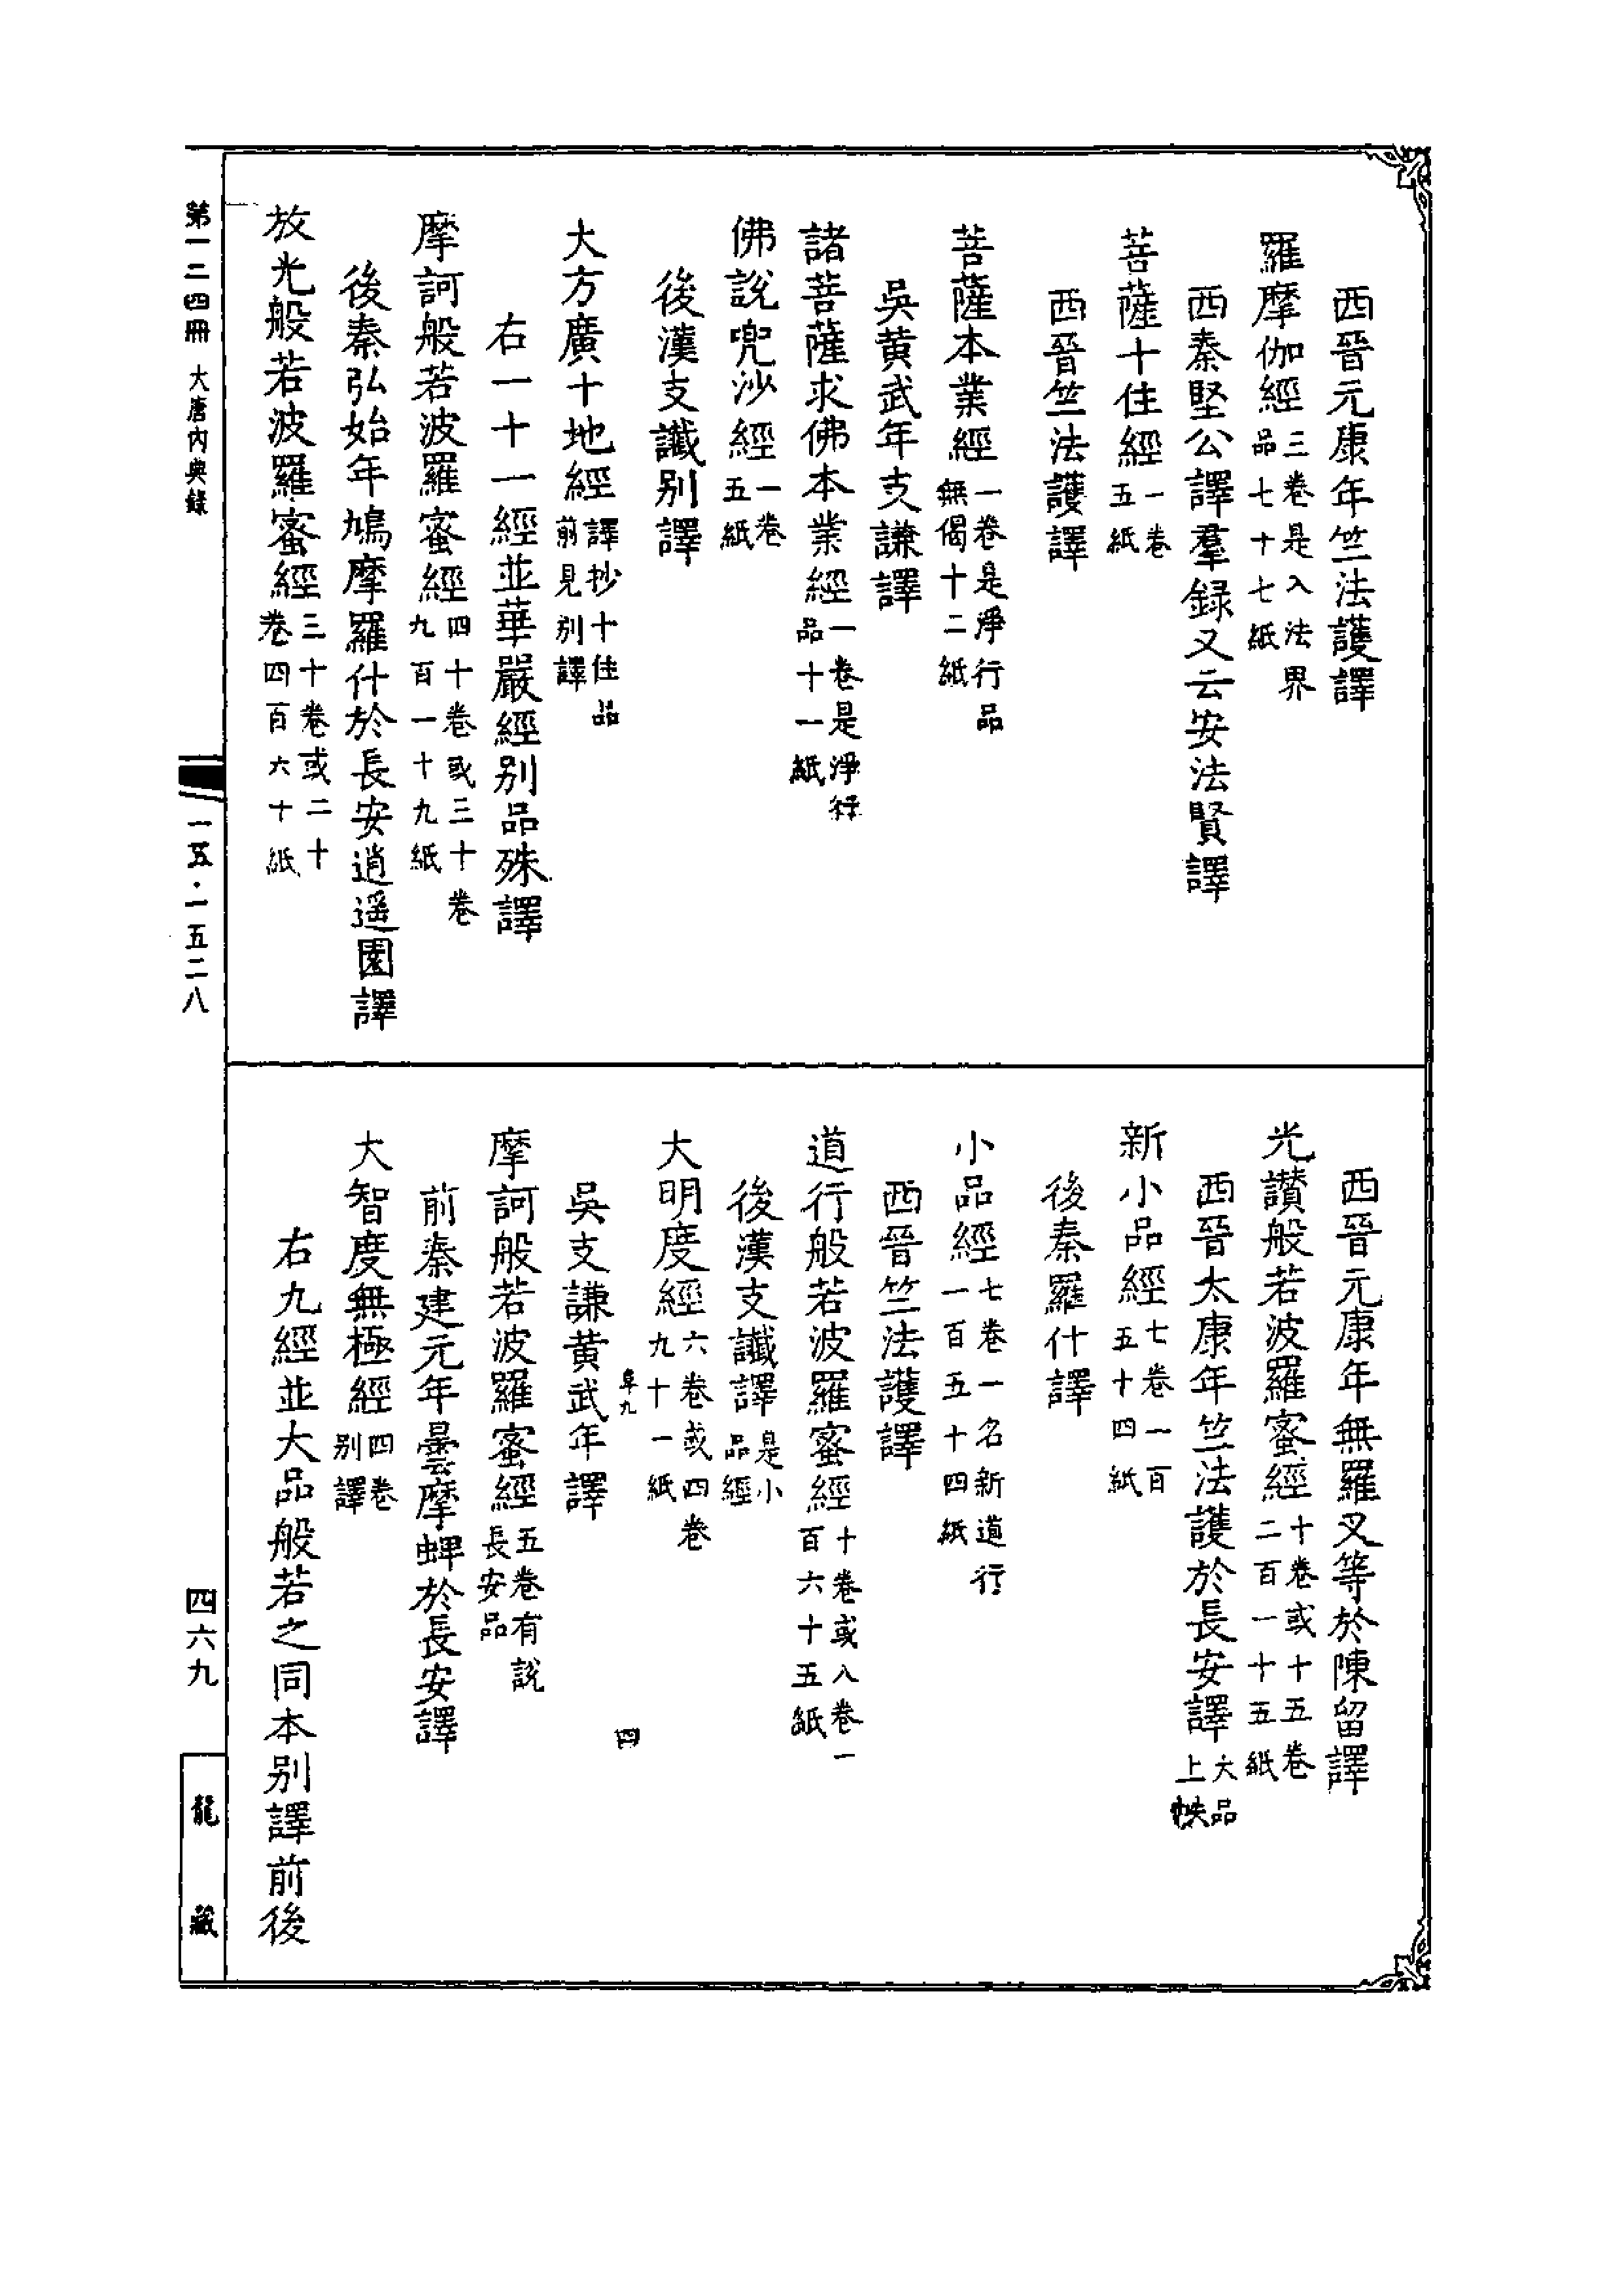 西晉元康年竺法護譯
羅摩伽經三卷是入法界品七十七紙
西秦堅公譯羣録又云安法賢譯
菩薩十住經一卷五紙
西晉竺法護譯
菩薩本業經一卷是淨行品無偈十二紙
吳黄武年支謙譯
諸菩薩求佛本業經一卷是淨行品十一紙
佛說兜沙經一卷五紙
後漢支讖别譯
大方廣十地經譯抄十住品前見别譯
右一十一經並華嚴經别品殊譯
摩訶般若波羅蜜經四十卷或三十卷九百一十九紙
後秦弘始年鳩摩羅什於長安逍遥園譯
放光般若波羅蜜經三十卷或二十卷四百六十紙
西晉元康年無羅叉等於陳留譯
光讃般若波羅蜜經十卷或十五卷二百一十五紙
西晉太康年竺法護於長安譯大品上帙
新小品經七卷一百五十四紙
後秦羅什譯
小品經七卷一名新道行一百五十四紙
西晉竺法護譯
道行般若波羅蜜經十卷或八卷一百六十五紙
後漢支讖譯是小品經
大明度經六卷或四卷九十一紙
阜九 四
吳支謙黄武年譯
摩訶般若波羅蜜經五卷有說長安品
前秦建元年曇摩蜱於長安譯
大智度無極經四卷别譯
右九經並大品般若之同本别譯前後
第一二四冊 大唐內典錄 一五·一五二八 四六九 龍藏